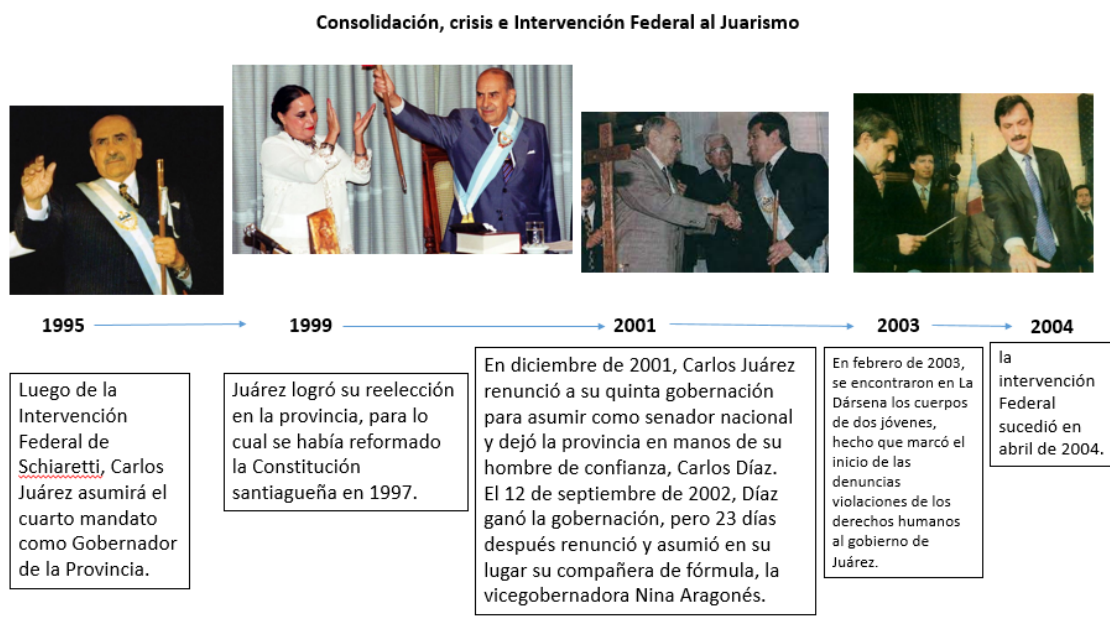 Consolidación, crisis e Intervención Federal al Juarismo
1995
1999
2001
2003
2004
Luego de la
Intervención
Federal de
Schiaretti, Carlos
Juárez asumirá el
cuarto mandato
como Gobernador
de la Provincia.
Juárez logró su reelección
en la provincia, para lo
cual se había reformado
la Constitución
santiagueña en 1997.
En diciembre de 2001, Carlos Juárez
renunció a su quinta gobernación
para asumir como senador nacional
y dejó la provincia en manos de su
hombre de confianza, Carlos Díaz.
El 12 de septiembre de 2002, Díaz
ganó la gobernación, pero 23 días
después renunció y asumió en su
lugar su compañera de fórmula, la
vicegobernadora Nina Aragonés.
En febrero de 2003,
se encontraron en La
Dársena los cuerpos
de dos jóvenes,
hecho que marcó el
inicio de las
denuncias
violaciones de los
derechos humanos
al gobierno de
Juárez.
la
intervención
Federal
sucedió en
abril de 2004.